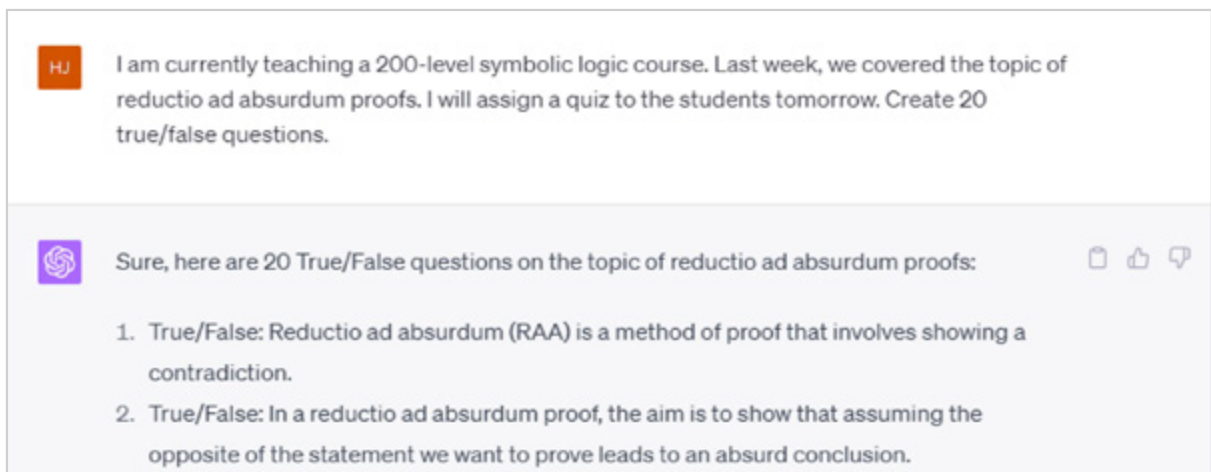 HJ
I am currently teaching a 200-level symbolic logic course. Last week, we covered the topic of
reductio ad absurdum proofs. I will assign a quiz to the students tomorrow. Create 20
true/false questions.
Sure, here are 20 True/False questions on the topic of reductio ad absurdum proofs:
1. True/False: Reductio ad absurdum (RAA) is a method of proof that involves showing a
contradiction.
2. True/False: In a reductio ad absurdum proof, the aim is to show that assuming the
opposite of the statement we want to prove leads to an absurd conclusion.